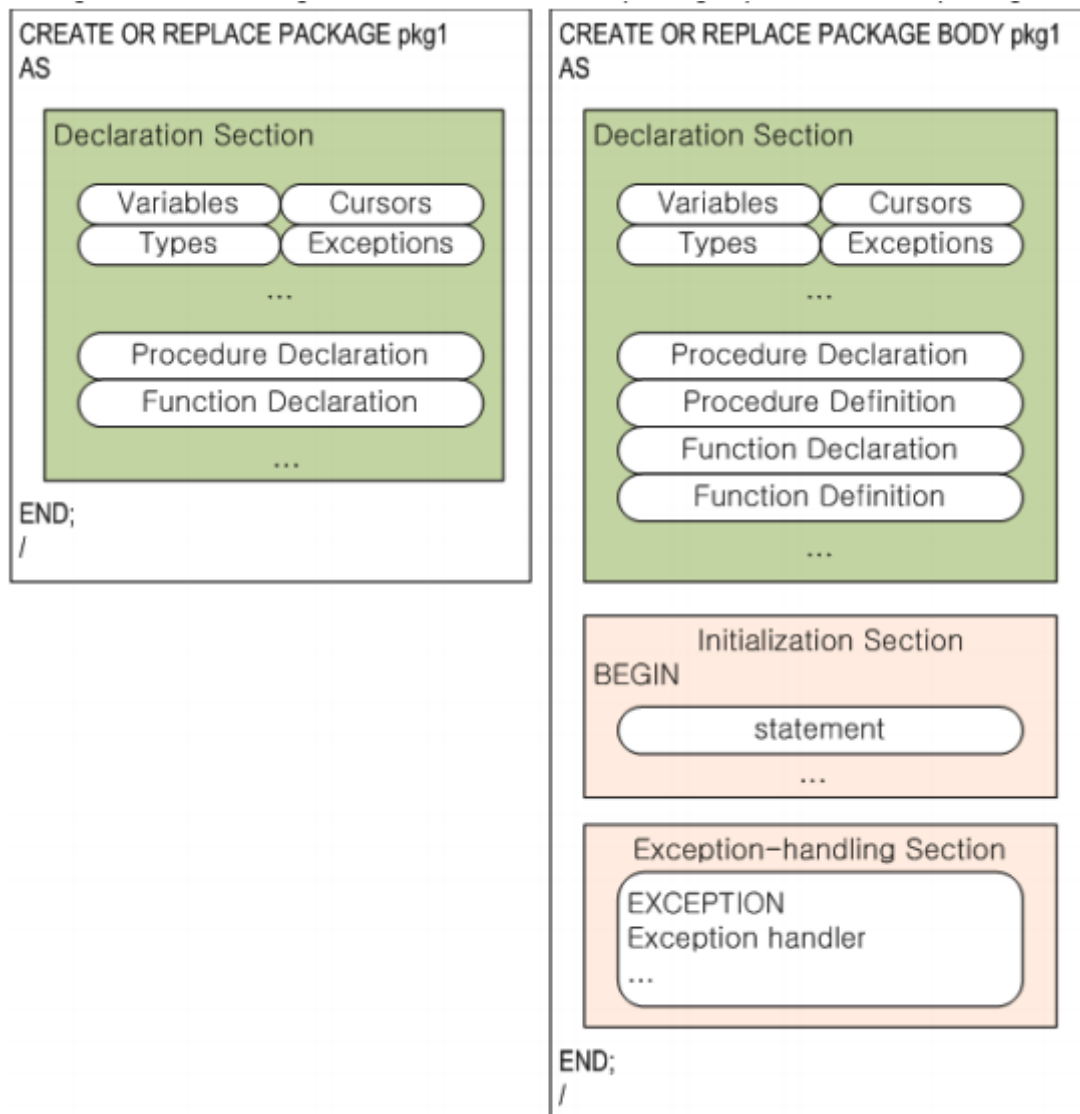 CREATE OR REPLACE PACKAGE pkg1
AS
Declaration Section
Variables Cursors
Types Exceptions
...
Procedure Declaration
Function Declaration
...
END;
/
CREATE OR REPLACE PACKAGE BODY pkg1
AS
Declaration Section
Variables Cursors
Types Exceptions
...
Procedure Declaration
Procedure Definition
Function Declaration
Function Definition
...
Initialization Section
BEGIN
statement
...
Exception-handling Section
EXCEPTION
Exception handler
...
END;
/